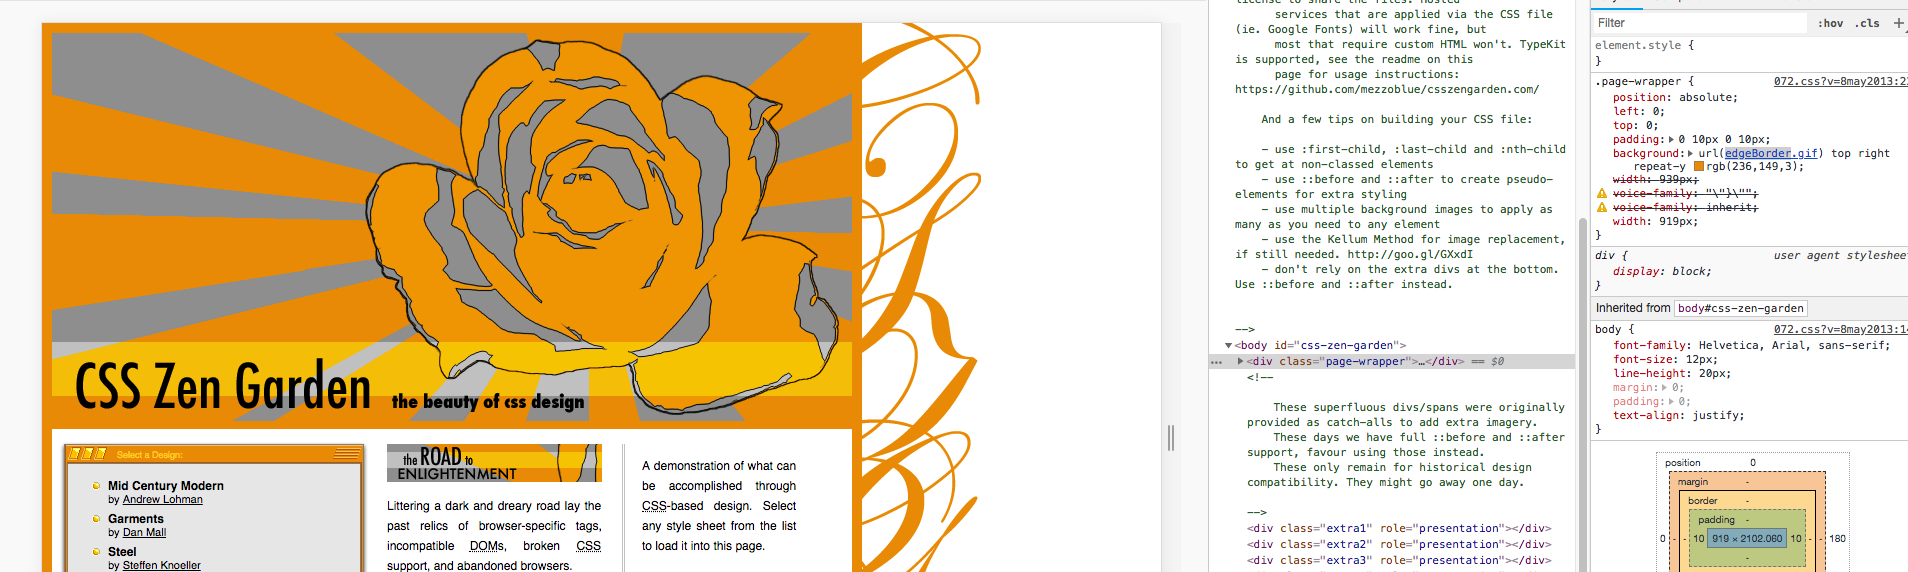 CSS Zen Garden the beauty of css design
Select a Design:
Mid Century Modern
by Andrew Lohman
Garments
by Dan Mall
Steel
by Steffen Knoeller
the ROAD to
ENLIGHTENMENT
Littering a dark and dreary road lay the
past relics of browser-specific tags,
incompatible DOMs, broken CSS
support, and abandoned browsers.
A demonstration of what can
be accomplished through
CSS-based design. Select
any style sheet from the list
to load it into this page.
license to share the files. Hosted
services that are applied via the CSS file
(ie. Google Fonts) will work fine, but
most that require custom HTML won't. TypeKit
is supported, see the readme on this
page for usage instructions:
https://github.com/mezzoblue/csszengarden.com/
And a few tips on building your CSS file:
- use :first-child, :last-child and :nth-child
to get at non-classed elements
- use ::before and ::after to create pseudo-
elements for extra styling
- use multiple background images to apply as
many as you need to any element
- use the Kellum Method for image replacement,
if still needed. http://goo.gl/GXxdI
- don't rely on the extra divs at the bottom.
Use ::before and ::after instead.
-->
▼<body id="css-zen-garden">
… ▶<div class="page-wrapper">…</div> == $0
<!--
These superfluous divs/spans were originally
provided as catch-alls to add extra imagery.
These days we have full ::before and ::after
support, favour using those instead.
These only remain for historical design
compatibility. They might go away one day.
-->
<div class="extra1" role="presentation"></div>
<div class="extra2" role="presentation"></div>
<div class="extra3" role="presentation"></div>
Filter :hov .cls +
element.style {
}
.page-wrapper { 072.css?v=8may2013:2
position: absolute;
left: 0;
top: 0;
padding:▶0 10px 0 10px;
background:▶url(edgeBorder.gif) top right
repeat-y rgb(236,149,3);
width: 939px;
voice-family: "\"}\"";
voice-family: inherit;
width: 919px;
}
div { user agent stylesheet
display: block;
}
Inherited from body#css-zen-garden
body { 072.css?v=8may2013:1
font-family: Helvetica, Arial, sans-serif;
font-size: 12px;
line-height: 20px;
margin:▶0;
padding:▶0;
text-align: justify;
}
position 0
margin -
border -
padding -
0 - - 10 919 × 2102.060 10 - - 180
-